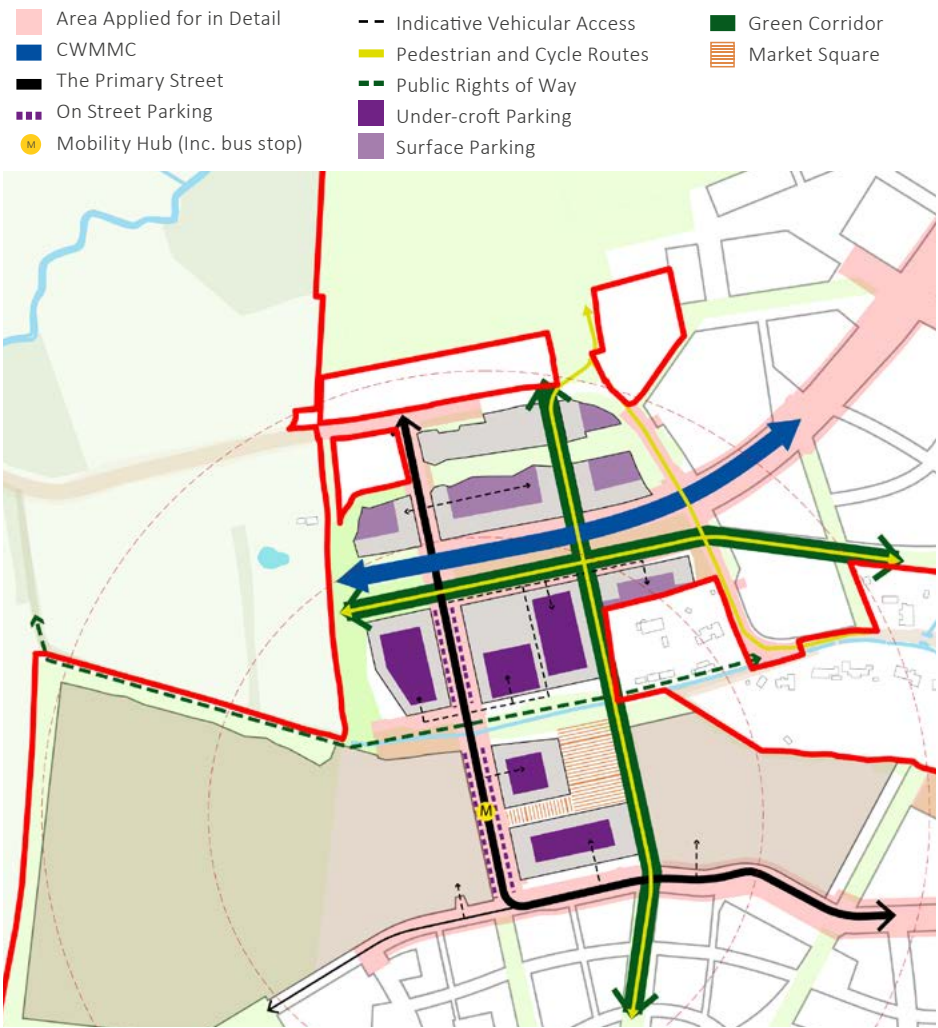 Area Applied for in Detail
CWMMC
The Primary Street
On Street Parking
M Mobility Hub (Inc. bus stop)
Indicative Vehicular Access
Pedestrian and Cycle Routes
Public Rights of Way
Under-croft Parking
Surface Parking
Green Corridor
Market Square
M